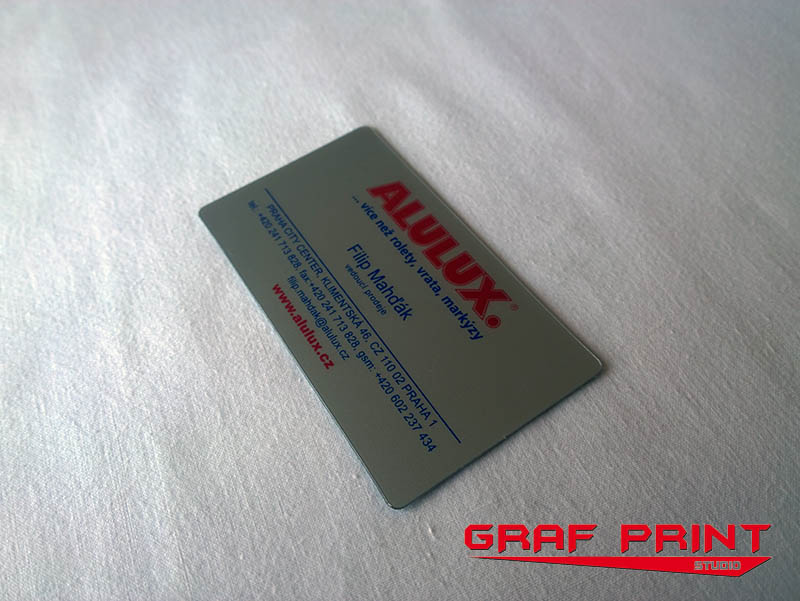 ALULUX.®
... více než rolety, vrata, markýzy
Filip Mahďák
vedoucí prodeje
PRAHA CITY CENTER, KLIMENTSKÁ 46, CZ 110 02 PRAHA 1
tel.: +420 241 713 828, fax:+420 241 713 828, gsm: +420 602 237 434
filip.mahdak@alulux.cz
www.alulux.cz
GRAF PRINT
STUDIO